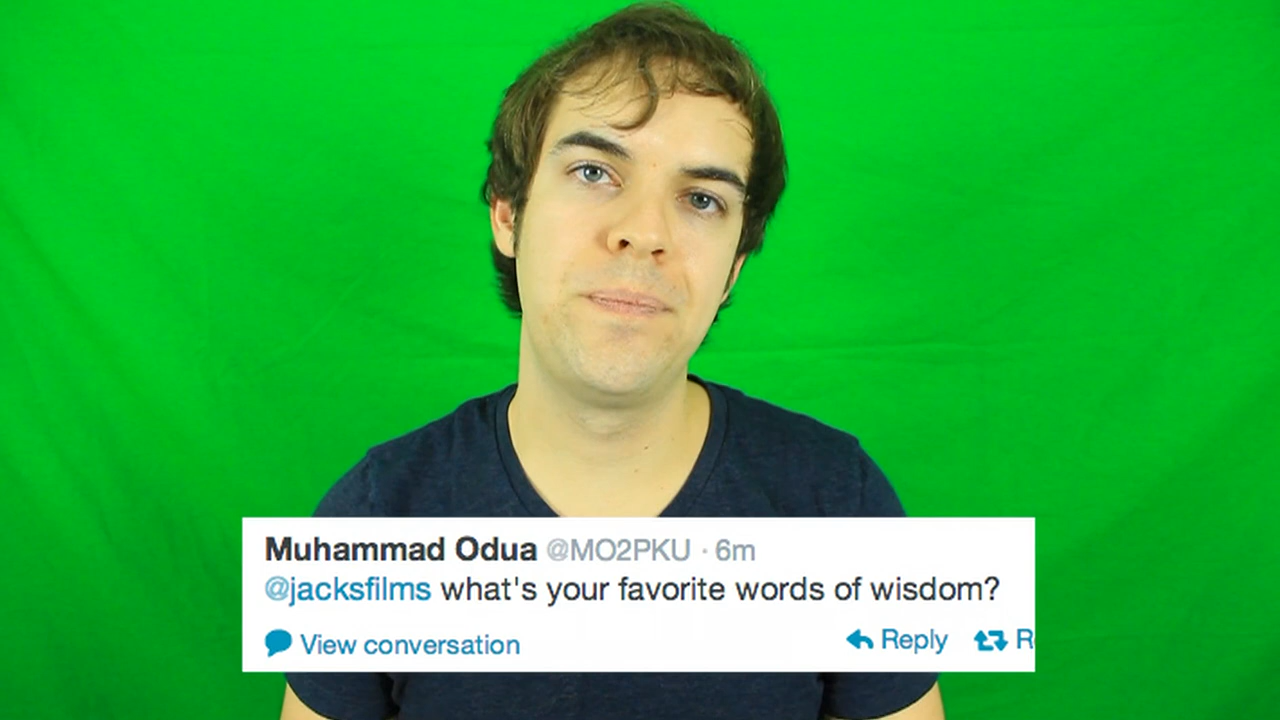 Muhammad Odua @MO2PKU · 6m
@jacksfilms what's your favorite words of wisdom?
View conversation Reply